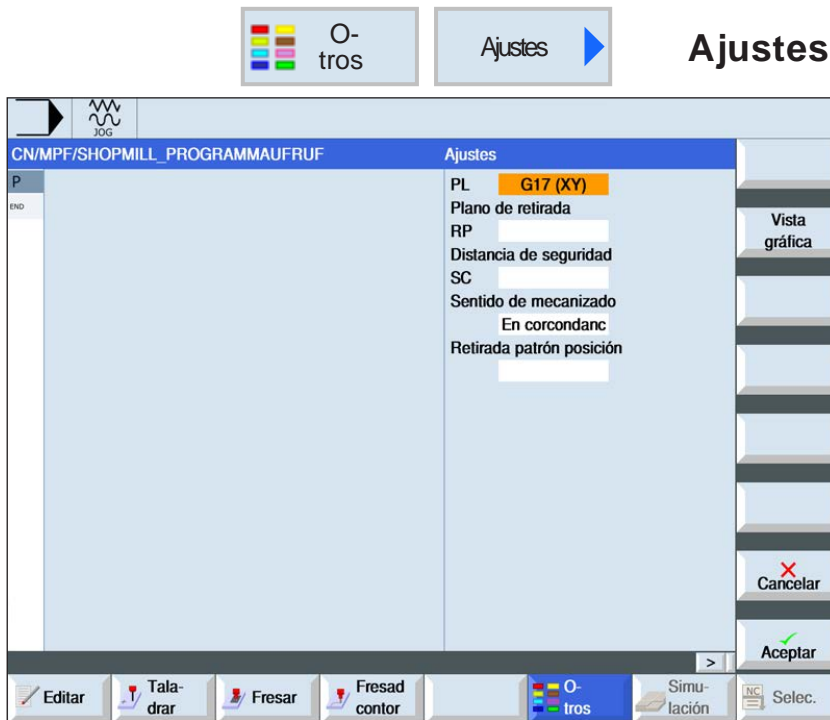 O-
tros
Ajustes
Ajustes
JOG
CN/MPF/SHOPMILL_PROGRAMMAUFRUF
Ajustes
P
END
PL G17 (XY)
Plano de retirada
RP
Distancia de seguridad
SC
Sentido de mecanizado
En corcondanc
Retirada patrón posición
Vista
gráfica
Cancelar
Aceptar
>
Editar
Tala-
drar
Fresar
Fresad
contor
O-
tros
Simu-
lación
NC
Selec.